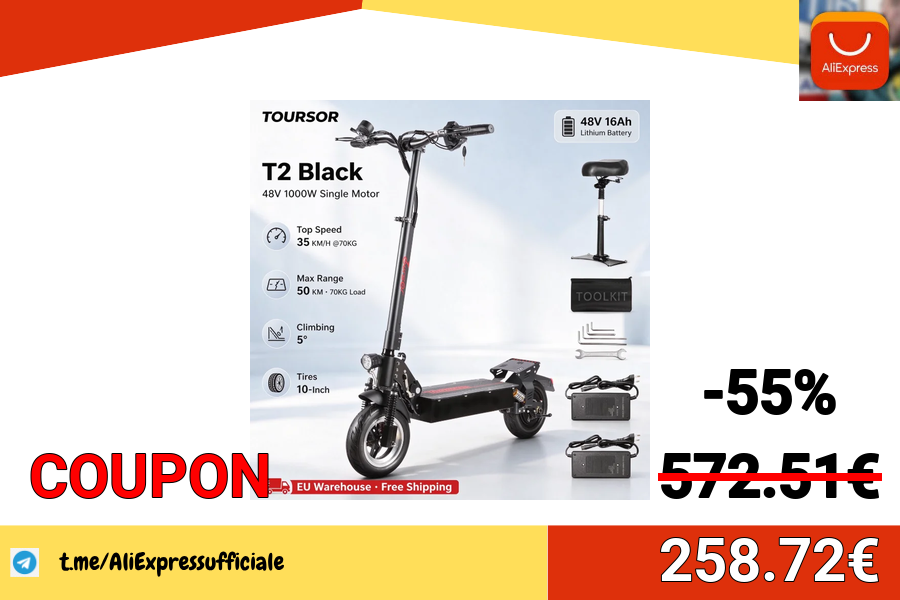 AliExpress
TOURSOR
48V 16Ah
Lithium Battery
T2 Black
48V 1000W Single Motor
Top Speed
35 KM/H @70KG
Max Range
50 KM · 70KG Load
Climbing
5°
Tires
10-Inch
TOOLKIT
-55%
COUPON
572.51€
EU Warehouse · Free Shipping
t.me/AliExpressufficiale
258.72€